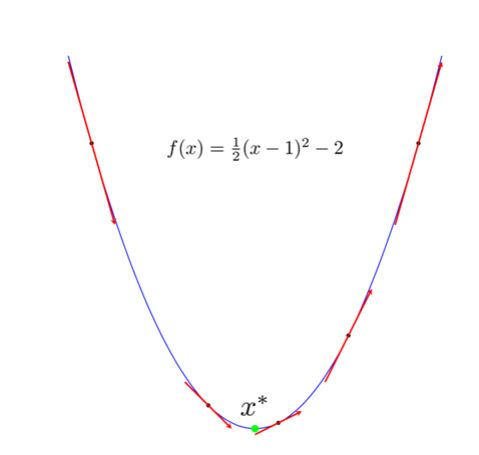 f(x) = ½(x − 1)² − 2
x*